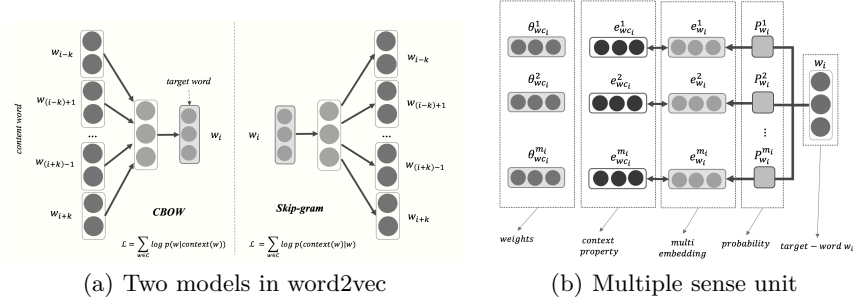 content word
w_{i-k}
w_{(i-k)+1}
...
w_{(i+k)-1}
w_{i+k}
target word
w_i
CBOW
ℒ = ∑_{w∈C} log p(w|context(w))
w_i
w_{i-k}
w_{(i-k)+1}
...
w_{(i+k)-1}
w_{i+k}
Skip-gram
ℒ = ∑_{w∈C} log p(context(w)|w)
(a) Two models in word2vec
θ^1_{wc_i} e^1_{wc_i} e^1_{w_i} P^1_{w_i}
w_i
θ^2_{wc_i} e^2_{wc_i} e^2_{w_i} P^2_{w_i}
⋮
θ^{m_i}_{wc_i} e^{m_i}_{wc_i} e^{m_i}_{w_i} P^{m_i}_{w_i}
weights
context
property
multi
embedding
probability
target-word w_i
(b) Multiple sense unit